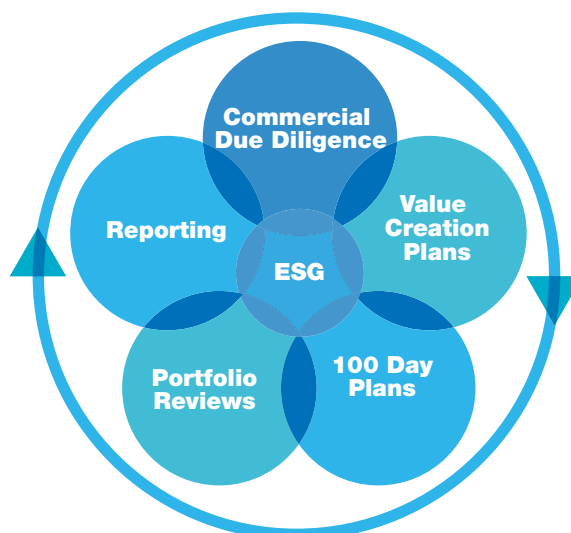 Commercial
Due Diligence
Value
Creation
Plans
100 Day
Plans
Portfolio
Reviews
Reporting
ESG